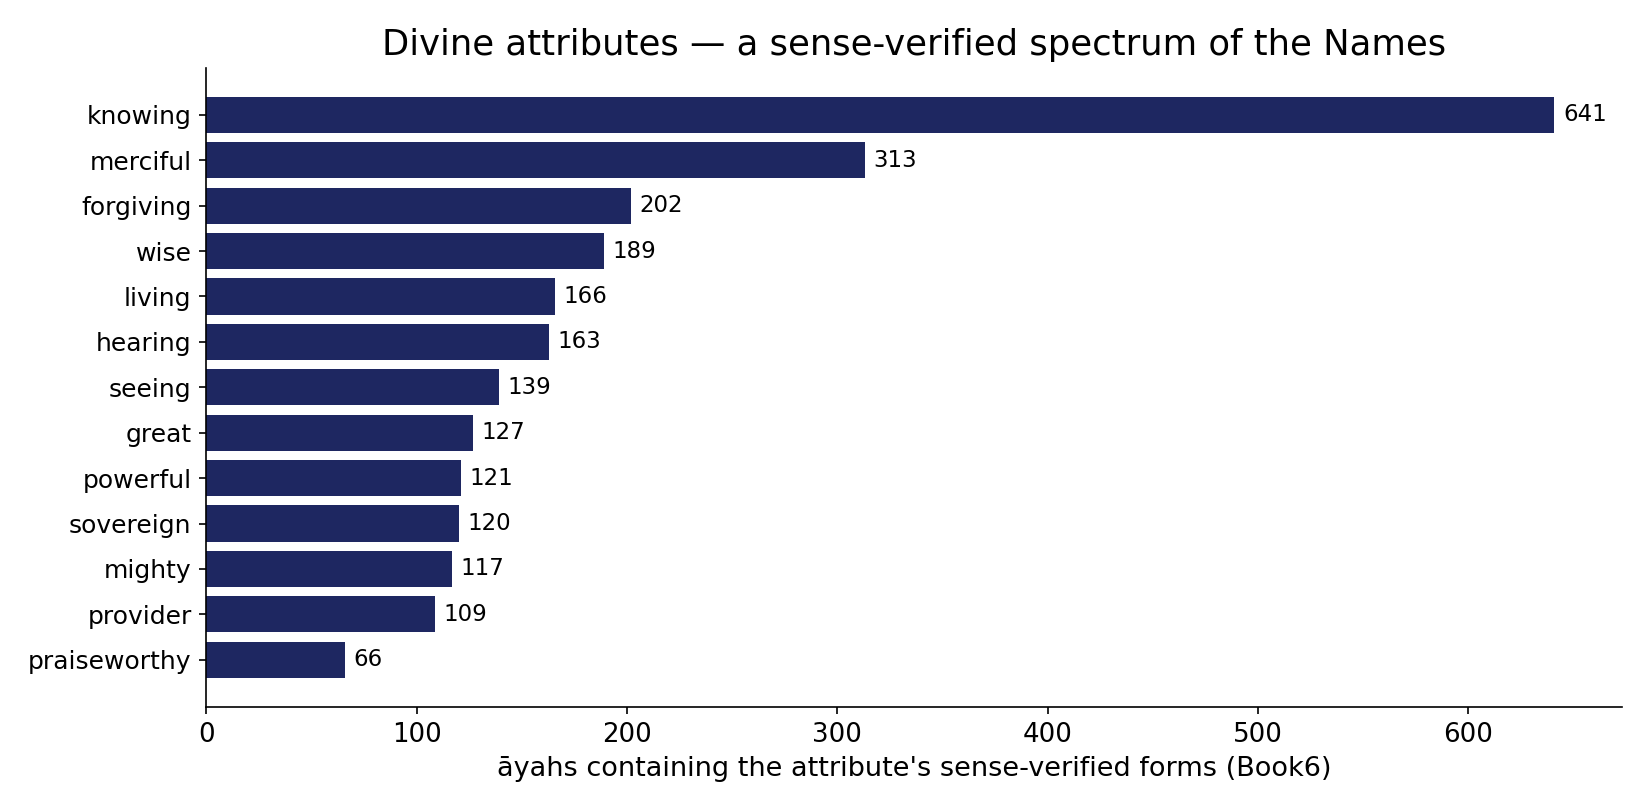 Divine attributes — a sense-verified spectrum of the Names
knowing 641
merciful 313
forgiving 202
wise 189
living 166
hearing 163
seeing 139
great 127
powerful 121
sovereign 120
mighty 117
provider 109
praiseworthy 66
0 100 200 300 400 500 600
āyahs containing the attribute's sense-verified forms (Book6)